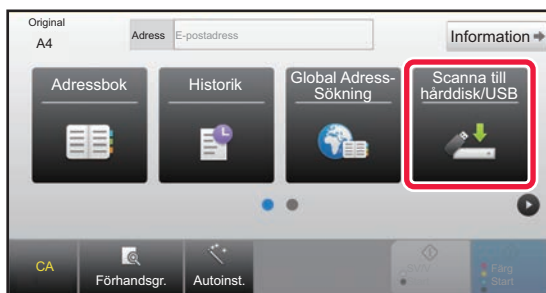 Original
A4
Adress E-postadress
Information
Adressbok
Historik
Global Adress-
Sökning
Scanna till
hårddisk/USB
CA
Förhandsgr.
Autoinst.
SV/V
Färg
Start